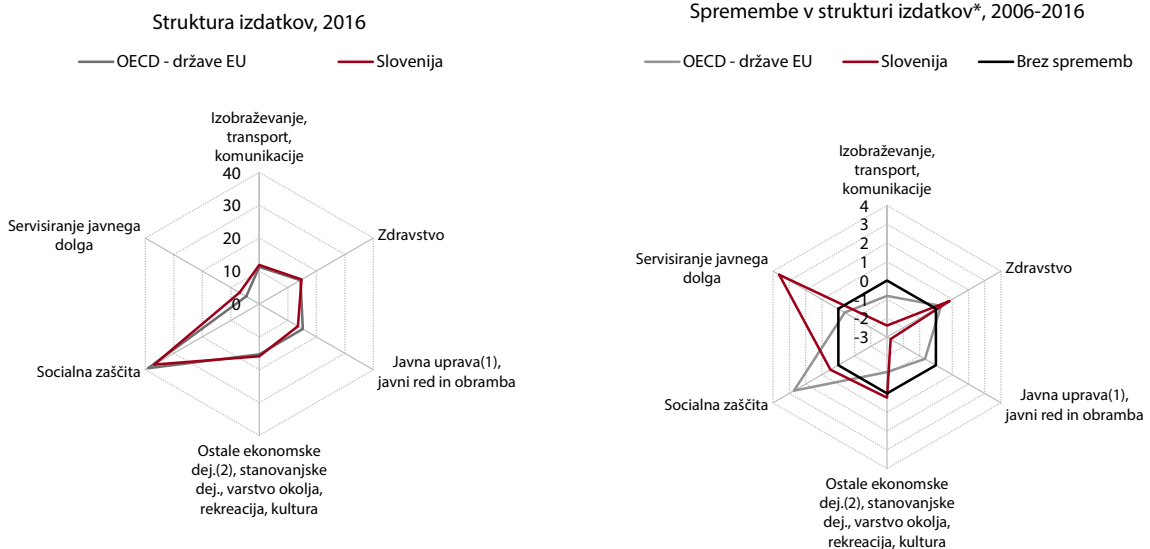 Struktura izdatkov, 2016
OECD - države EU
Slovenija
Izobraževanje,
transport,
komunikacije
40
30
20
10
0
Zdravstvo
Javna uprava(1),
javni red in obramba
Ostale ekonomske
dej.(2), stanovanjske
dej., varstvo okolja,
rekreacija, kultura
Socialna zaščita
Servisiranje javnega
dolga
Spremembe v strukturi izdatkov*, 2006-2016
OECD - države EU
Slovenija
Brez sprememb
Izobraževanje,
transport,
komunikacije
4
3
2
1
0
-1
-2
-3
Zdravstvo
Javna uprava(1),
javni red in obramba
Ostale ekonomske
dej.(2), stanovanjske
dej., varstvo okolja,
rekreacija, kultura
Socialna zaščita
Servisiranje javnega
dolga